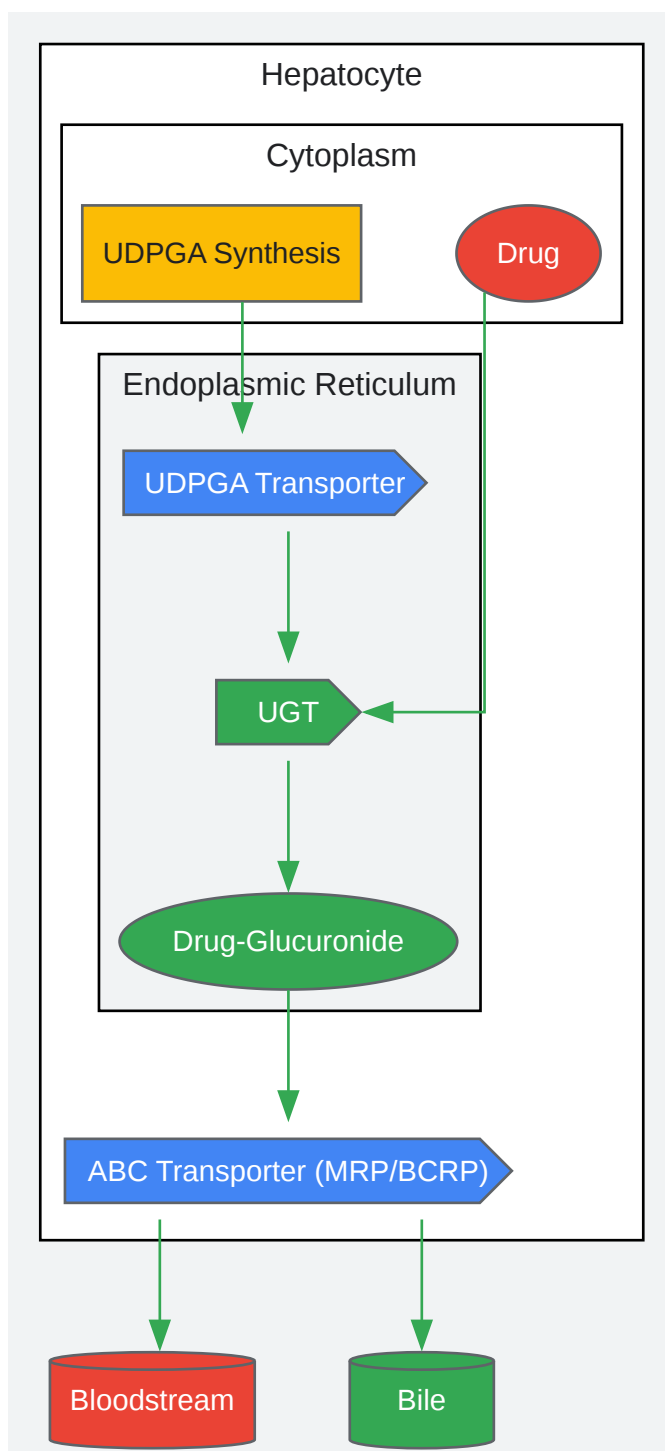 Hepatocyte
Cytoplasm
UDPGA Synthesis
Drug
Endoplasmic Reticulum
UDPGA Transporter
UGT
Drug-Glucuronide
ABC Transporter (MRP/BCRP)
Bloodstream
Bile